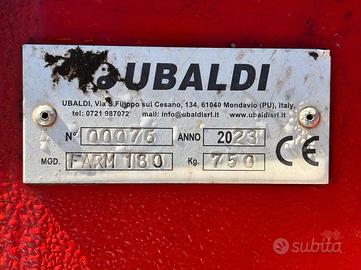 UBALDI
UBALDI, Via S.Filippo sul Cesano, 134, 61040 Mondavio (PU), Italy,
tel: 0721 987072 mail: info@ubaldisrl.it www.ubaldisrl.it
N° 00076 ANNO 2023
MOD. FARM 180 Kg. 750 CE
subito